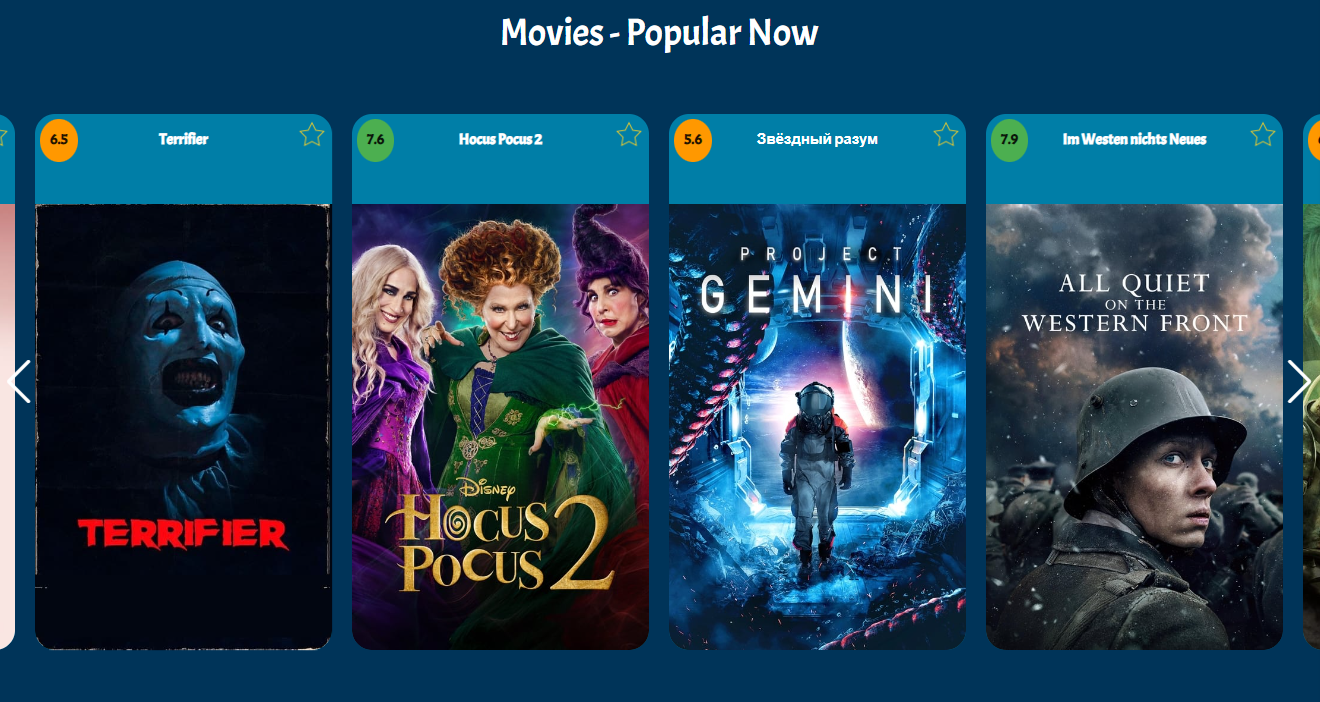 Movies - Popular Now
6.5
Terrifier
7.6
Hocus Pocus 2
5.6
Звёздный разум
7.9
Im Westen nichts Neues
TERRIFIER
DISNEY
HOCUS
POCUS 2
PROJECT
GEMINI
ALL QUIET
ON THE
WESTERN FRONT